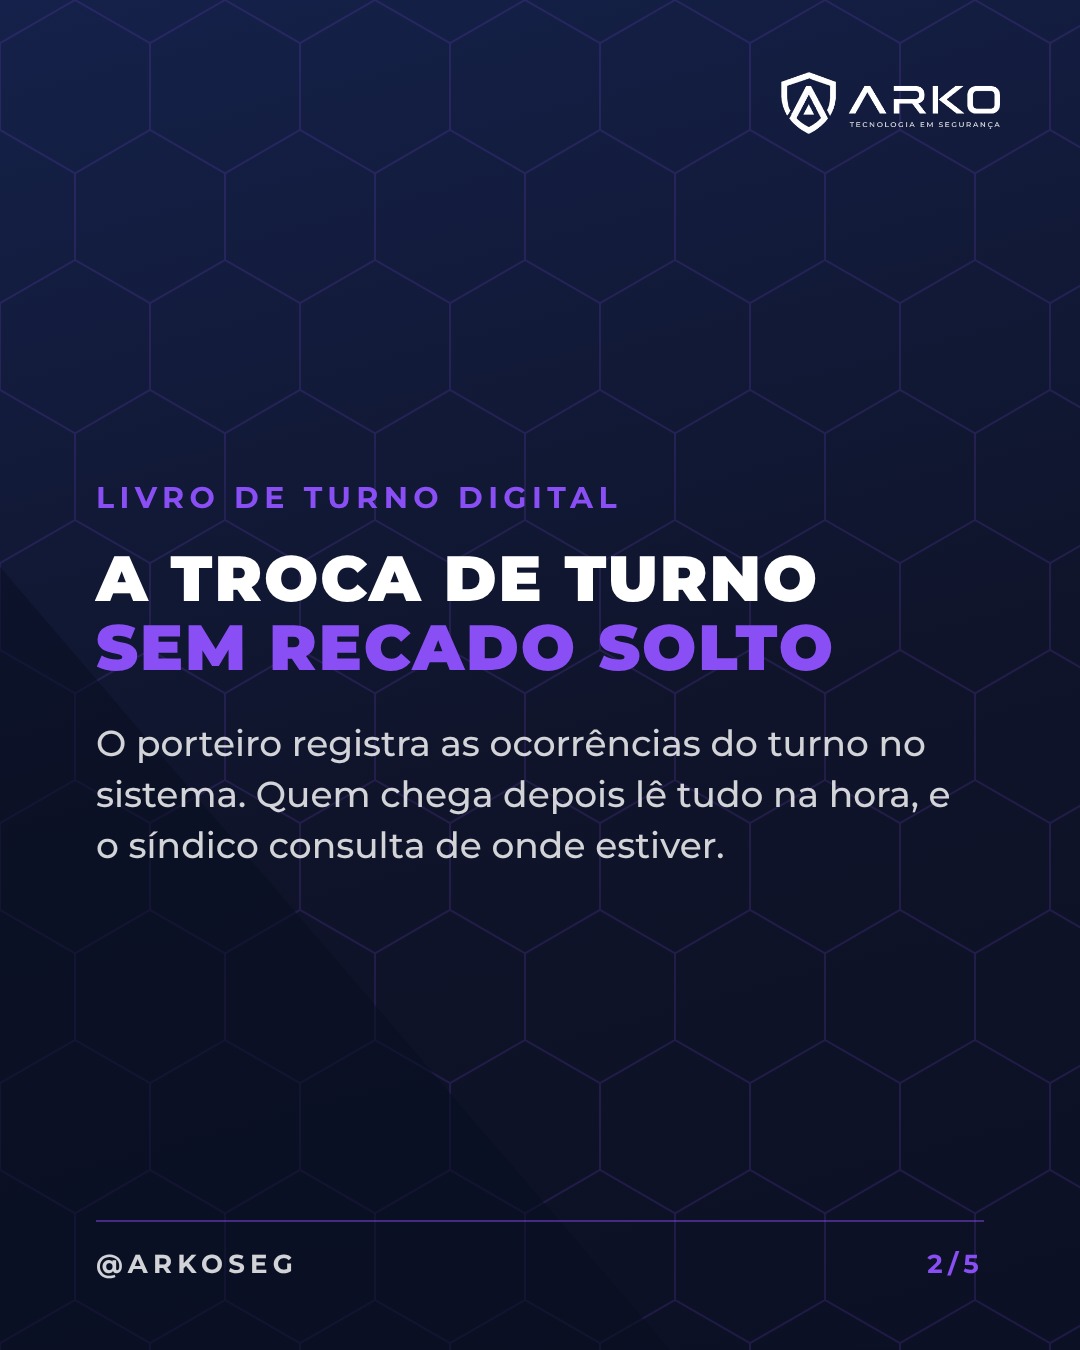 ARKO
TECNOLOGIA EM SEGURANÇA
LIVRO DE TURNO DIGITAL
A TROCA DE TURNO
SEM RECADO SOLTO
O porteiro registra as ocorrências do turno no
sistema. Quem chega depois lê tudo na hora, e
o síndico consulta de onde estiver.
@ARKOSEG
2/5